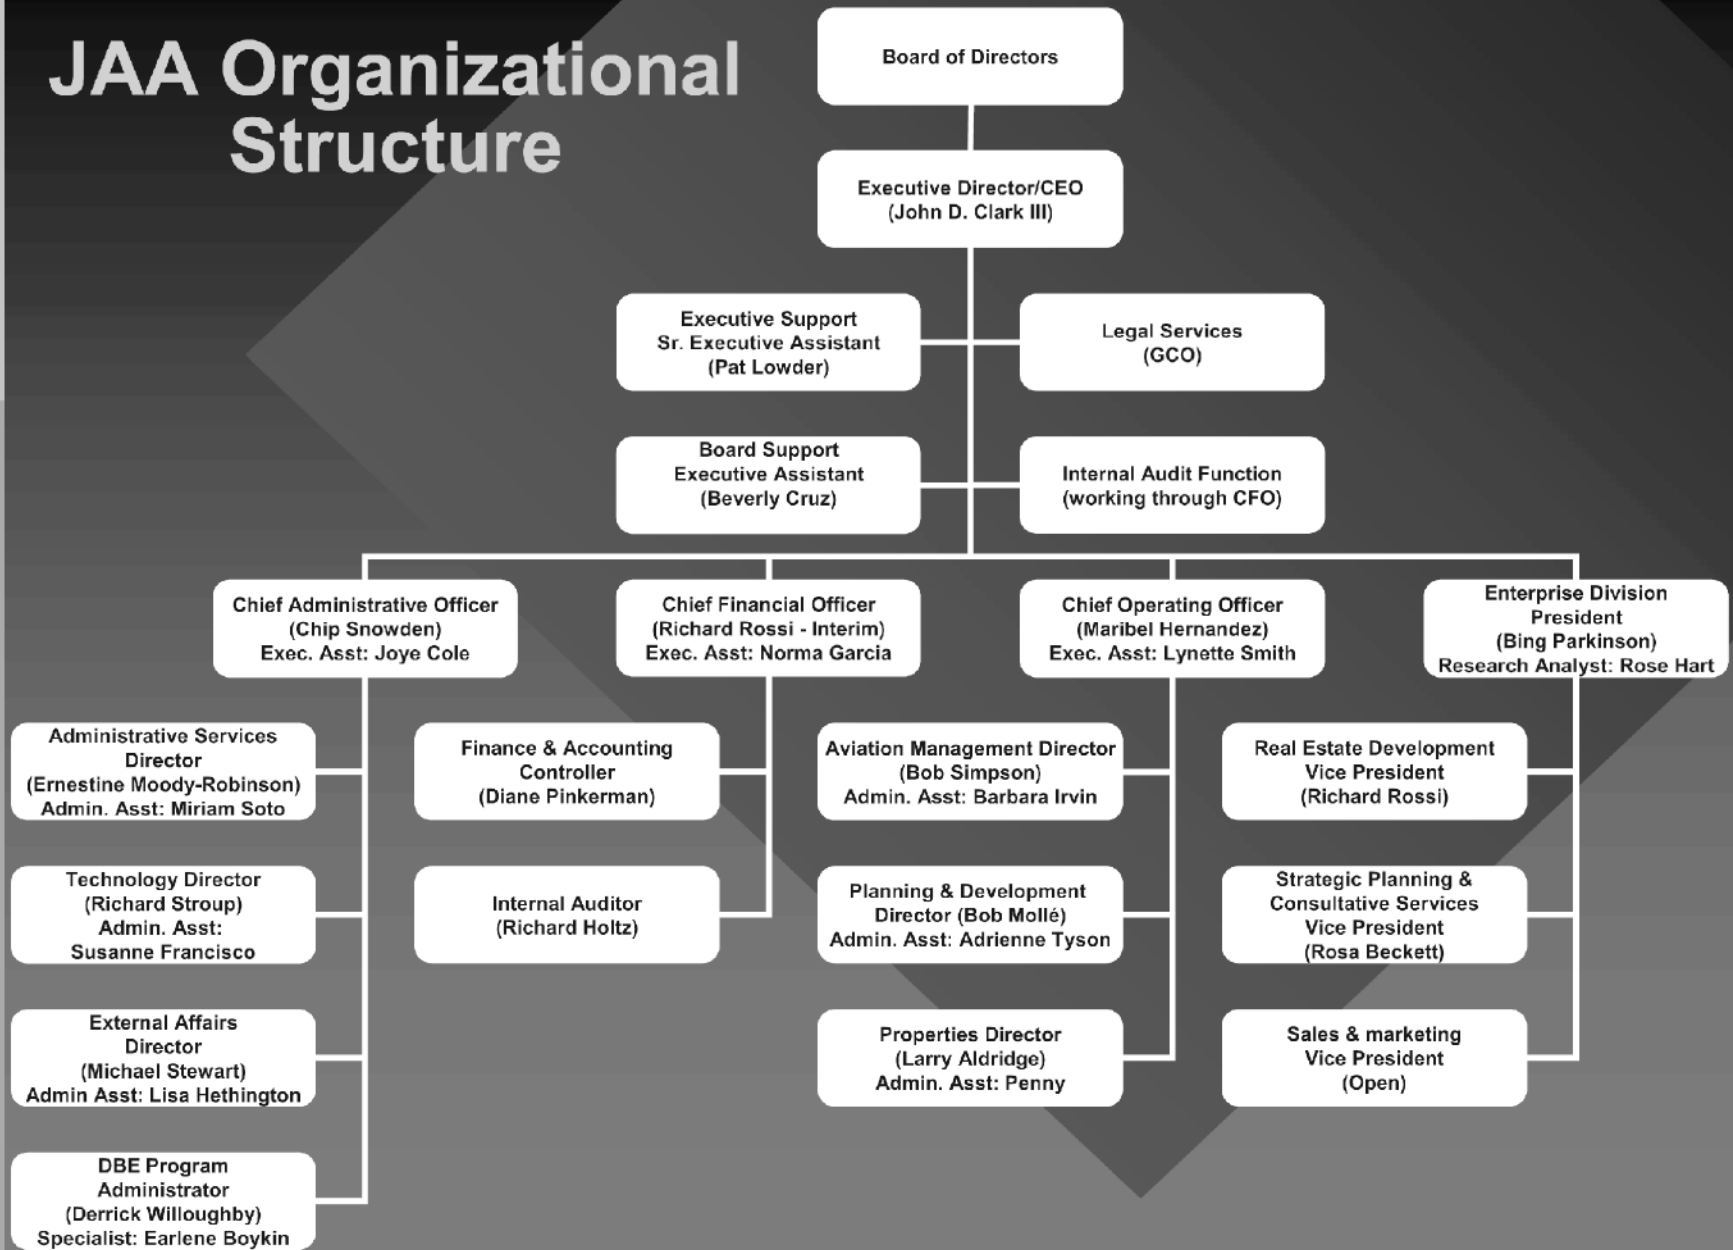 JAA Organizational
Structure
Board of Directors
Executive Director/CEO
(John D. Clark III)
Executive Support
Sr. Executive Assistant
(Pat Lowder)
Legal Services
(GCO)
Board Support
Executive Assistant
(Beverly Cruz)
Internal Audit Function
(working through CFO)
Chief Administrative Officer
(Chip Snowden)
Exec. Asst: Joye Cole
Chief Financial Officer
(Richard Rossi - Interim)
Exec. Asst: Norma Garcia
Chief Operating Officer
(Maribel Hernandez)
Exec. Asst: Lynette Smith
Enterprise Division
President
(Bing Parkinson)
Research Analyst: Rose Hart
Administrative Services
Director
(Ernestine Moody-Robinson)
Admin. Asst: Miriam Soto
Finance & Accounting
Controller
(Diane Pinkerman)
Aviation Management Director
(Bob Simpson)
Admin. Asst: Barbara Irvin
Real Estate Development
Vice President
(Richard Rossi)
Technology Director
(Richard Stroup)
Admin. Asst:
Susanne Francisco
Internal Auditor
(Richard Holtz)
Planning & Development
Director (Bob Mollé)
Admin. Asst: Adrienne Tyson
Strategic Planning &
Consultative Services
Vice President
(Rosa Beckett)
External Affairs
Director
(Michael Stewart)
Admin Asst: Lisa Hethington
Properties Director
(Larry Aldridge)
Admin. Asst: Penny
Sales & marketing
Vice President
(Open)
DBE Program
Administrator
(Derrick Willoughby)
Specialist: Earlene Boykin